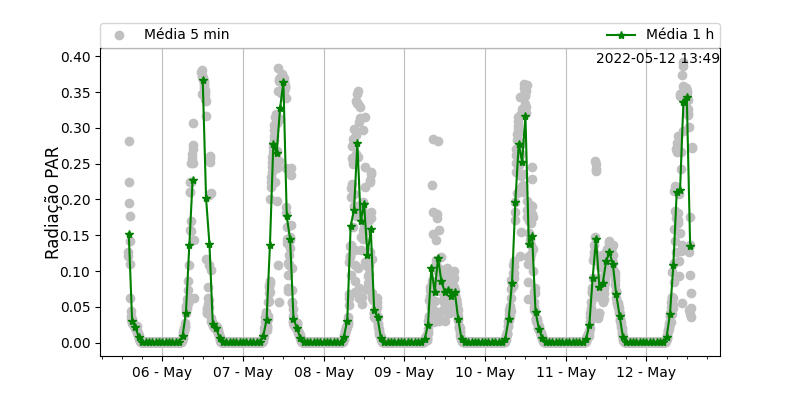 Média 5 min
Média 1 h
2022-05-12 13:49
Radiação PAR
0.40
0.35
0.30
0.25
0.20
0.15
0.10
0.05
0.00
06 - May
07 - May
08 - May
09 - May
10 - May
11 - May
12 - May